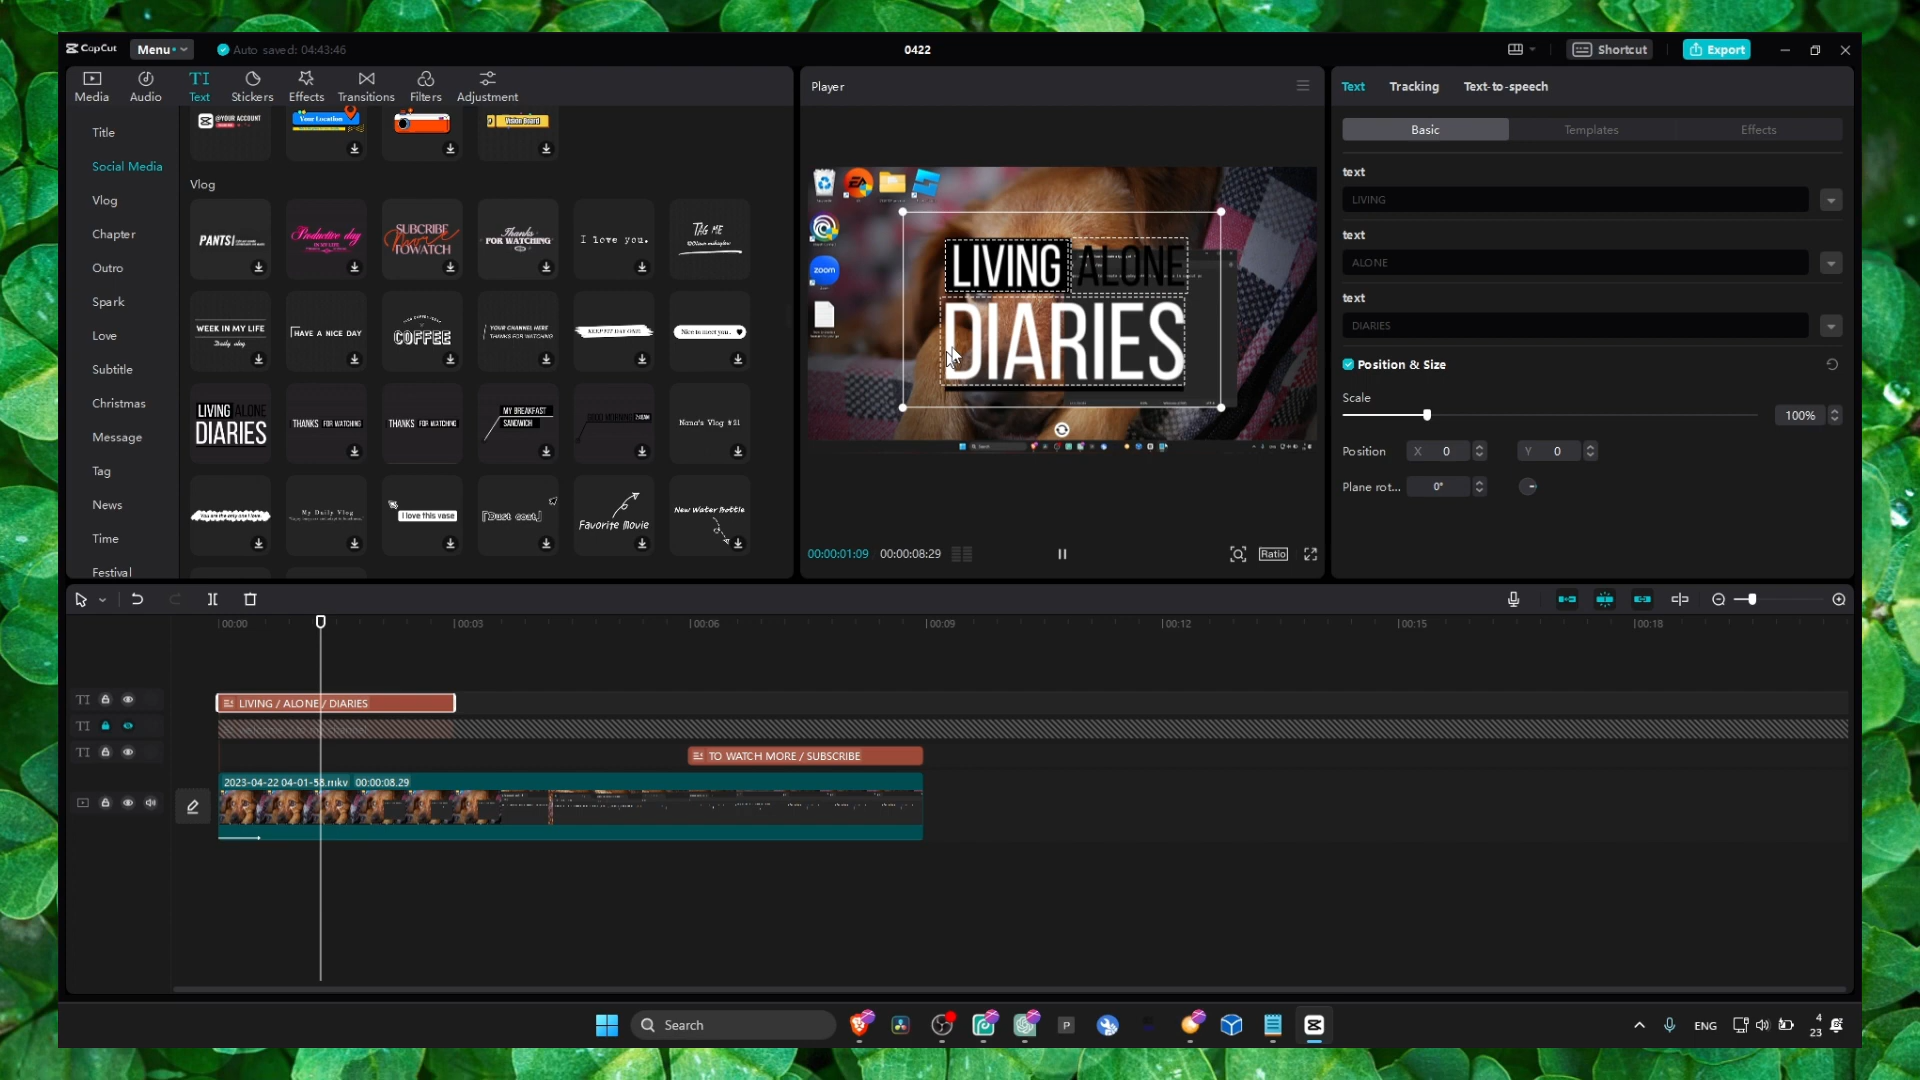 CapCut
Menu
Auto saved: 04:43:46
0422
Shortcut
Export
Media
Audio
TI
Text
Stickers
Effects
Transitions
Filters
Adjustment
Title
Social Media
Vlog
Chapter
Outro
Spark
Love
Subtitle
Christmas
Message
Tag
News
Time
Festival
@YOUR ACCOUNT
Your Location
Vision Board
Vlog
PANTS!
Productive day
IN MY LIFE
SUBCRIBE
TO WATCH
Thanks
FOR WATCHING
I love you.
TAG ME
WEEK IN MY LIFE
Daily vlog
HAVE A NICE DAY
COFFEE
YOUR CHANNEL HERE
THANKS FOR WATCHING
Nice to meet you.
LIVING ALONE
DIARIES
THANKS FOR WATCHING
THANKS FOR WATCHING
MY BREAKFAST
SANDWICH
GOOD MORNING
Nana's Vlog #21
My Daily Vlog
I love this vase
Dust coat
Favorite Movie
New Water Bottle
Player
zoom
LIVING ALONE
DIARIES
00:00:01:09
00:00:08:29
Ratio
Text
Tracking
Text-to-speech
Basic
Templates
Effects
text
LIVING
text
ALONE
text
DIARIES
Position & Size
Scale
100%
Position
X 0
Y 0
Plane rot...
0°
00:00
00:03
00:06
00:09
00:12
00:15
00:18
TI
LIVING / ALONE / DIARIES
TI
TI
TO WATCH MORE / SUBSCRIBE
2023-04-22 04-01-58.mkv 00:00:08:29
Search
P
ENG
4
23